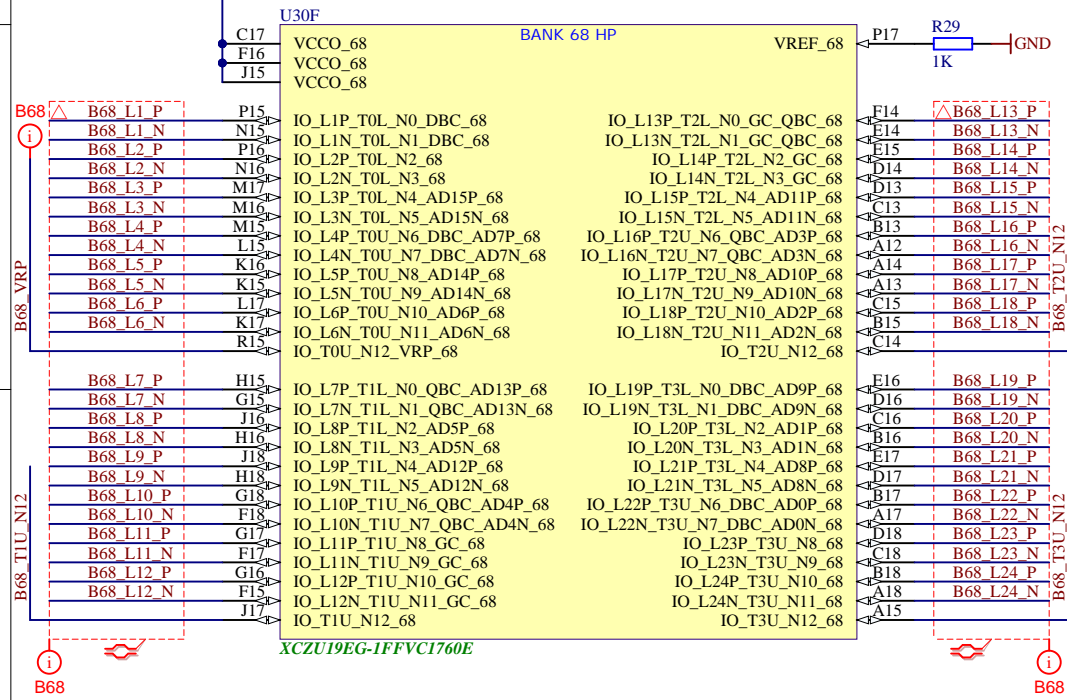 U30F
BANK 68 HP
C17 VCCO_68
F16 VCCO_68
J15 VCCO_68
VREF_68 P17
R29
1K
GND
B68
i
B68_L1_P P15 IO_L1P_T0L_N0_DBC_68
B68_L1_N N15 IO_L1N_T0L_N1_DBC_68
B68_L2_P P16 IO_L2P_T0L_N2_68
B68_L2_N N16 IO_L2N_T0L_N3_68
B68_L3_P M17 IO_L3P_T0L_N4_AD15P_68
B68_L3_N M16 IO_L3N_T0L_N5_AD15N_68
B68_L4_P M15 IO_L4P_T0U_N6_DBC_AD7P_68
B68_L4_N L15 IO_L4N_T0U_N7_DBC_AD7N_68
B68_L5_P K16 IO_L5P_T0U_N8_AD14P_68
B68_L5_N K15 IO_L5N_T0U_N9_AD14N_68
B68_L6_P L17 IO_L6P_T0U_N10_AD6P_68
B68_L6_N K17 IO_L6N_T0U_N11_AD6N_68
R15 IO_T0U_N12_VRP_68
B68_VRP
B68_L7_P H15 IO_L7P_T1L_N0_QBC_AD13P_68
B68_L7_N G15 IO_L7N_T1L_N1_QBC_AD13N_68
B68_L8_P J16 IO_L8P_T1L_N2_AD5P_68
B68_L8_N H16 IO_L8N_T1L_N3_AD5N_68
B68_L9_P J18 IO_L9P_T1L_N4_AD12P_68
B68_L9_N H18 IO_L9N_T1L_N5_AD12N_68
B68_L10_P G18 IO_L10P_T1U_N6_QBC_AD4P_68
B68_L10_N F18 IO_L10N_T1U_N7_QBC_AD4N_68
B68_L11_P G17 IO_L11P_T1U_N8_GC_68
B68_L11_N F17 IO_L11N_T1U_N9_GC_68
B68_L12_P G16 IO_L12P_T1U_N10_GC_68
B68_L12_N F15 IO_L12N_T1U_N11_GC_68
J17 IO_T1U_N12_68
B68_T1U_N12
i
B68
IO_L13P_T2L_N0_GC_QBC_68 F14 B68_L13_P
IO_L13N_T2L_N1_GC_QBC_68 E14 B68_L13_N
IO_L14P_T2L_N2_GC_68 E15 B68_L14_P
IO_L14N_T2L_N3_GC_68 D14 B68_L14_N
IO_L15P_T2L_N4_AD11P_68 D13 B68_L15_P
IO_L15N_T2L_N5_AD11N_68 C13 B68_L15_N
IO_L16P_T2U_N6_QBC_AD3P_68 B13 B68_L16_P
IO_L16N_T2U_N7_QBC_AD3N_68 A12 B68_L16_N
IO_L17P_T2U_N8_AD10P_68 A14 B68_L17_P
IO_L17N_T2U_N9_AD10N_68 A13 B68_L17_N
IO_L18P_T2U_N10_AD2P_68 C15 B68_L18_P
IO_L18N_T2U_N11_AD2N_68 B15 B68_L18_N
IO_T2U_N12_68 C14
B68_T2U_N12
IO_L19P_T3L_N0_DBC_AD9P_68 E16 B68_L19_P
IO_L19N_T3L_N1_DBC_AD9N_68 D16 B68_L19_N
IO_L20P_T3L_N2_AD1P_68 C16 B68_L20_P
IO_L20N_T3L_N3_AD1N_68 B16 B68_L20_N
IO_L21P_T3L_N4_AD8P_68 E17 B68_L21_P
IO_L21N_T3L_N5_AD8N_68 D17 B68_L21_N
IO_L22P_T3U_N6_DBC_AD0P_68 B17 B68_L22_P
IO_L22N_T3U_N7_DBC_AD0N_68 A17 B68_L22_N
IO_L23P_T3U_N8_68 D18 B68_L23_P
IO_L23N_T3U_N9_68 C18 B68_L23_N
IO_L24P_T3U_N10_68 B18 B68_L24_P
IO_L24N_T3U_N11_68 A18 B68_L24_N
IO_T3U_N12_68 A15
B68_T3U_N12
XCZU19EG-1FFVC1760E
i
B68